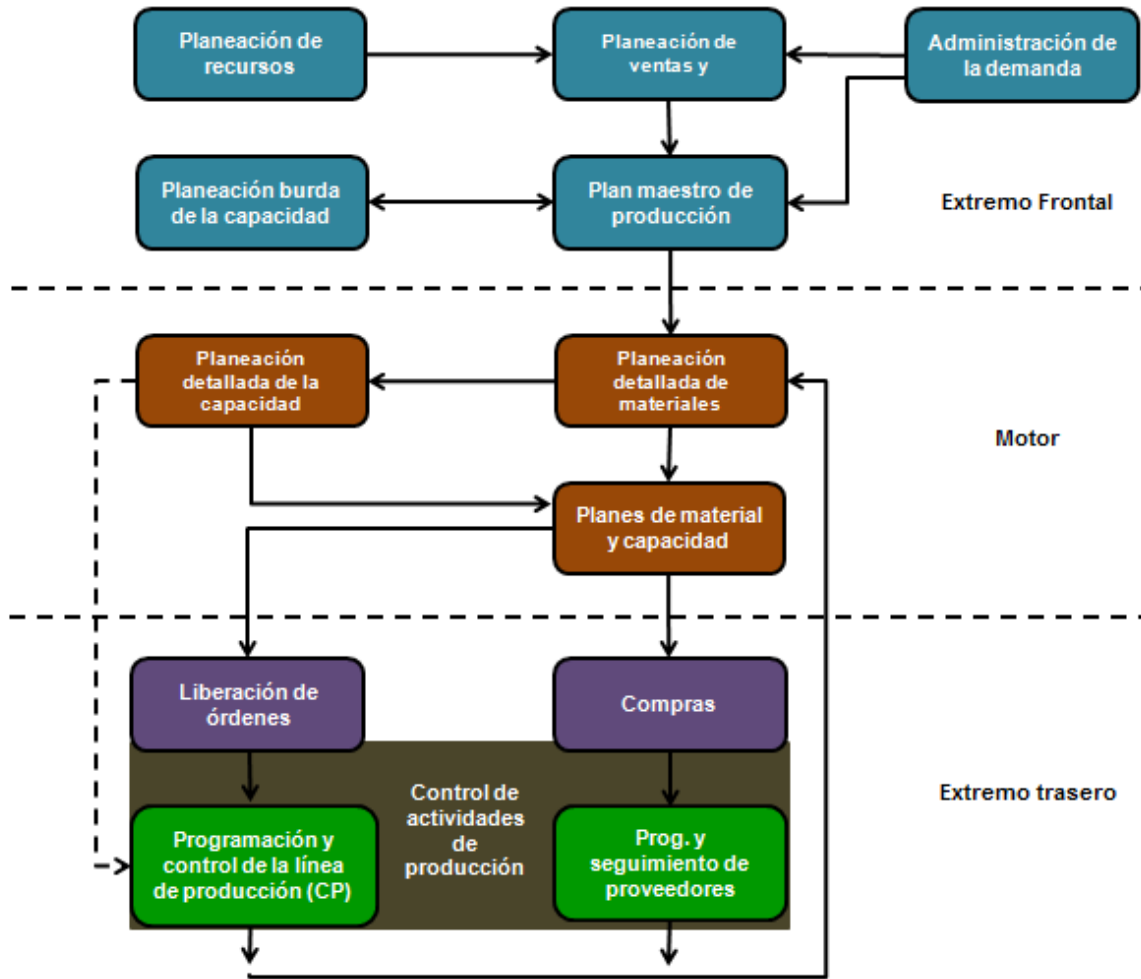 Planeación de
recursos
Planeación de
ventas y
Administración de
la demanda
Planeación burda
de la capacidad
Plan maestro de
producción
Extremo Frontal
Planeación
detallada de la
capacidad
Planeación
detallada de
materiales
Motor
Planes de material
y capacidad
Liberación de
órdenes
Compras
Control de
actividades
de
producción
Extremo trasero
Programación y
control de la línea
de producción (CP)
Prog. y
seguimiento de
proveedores